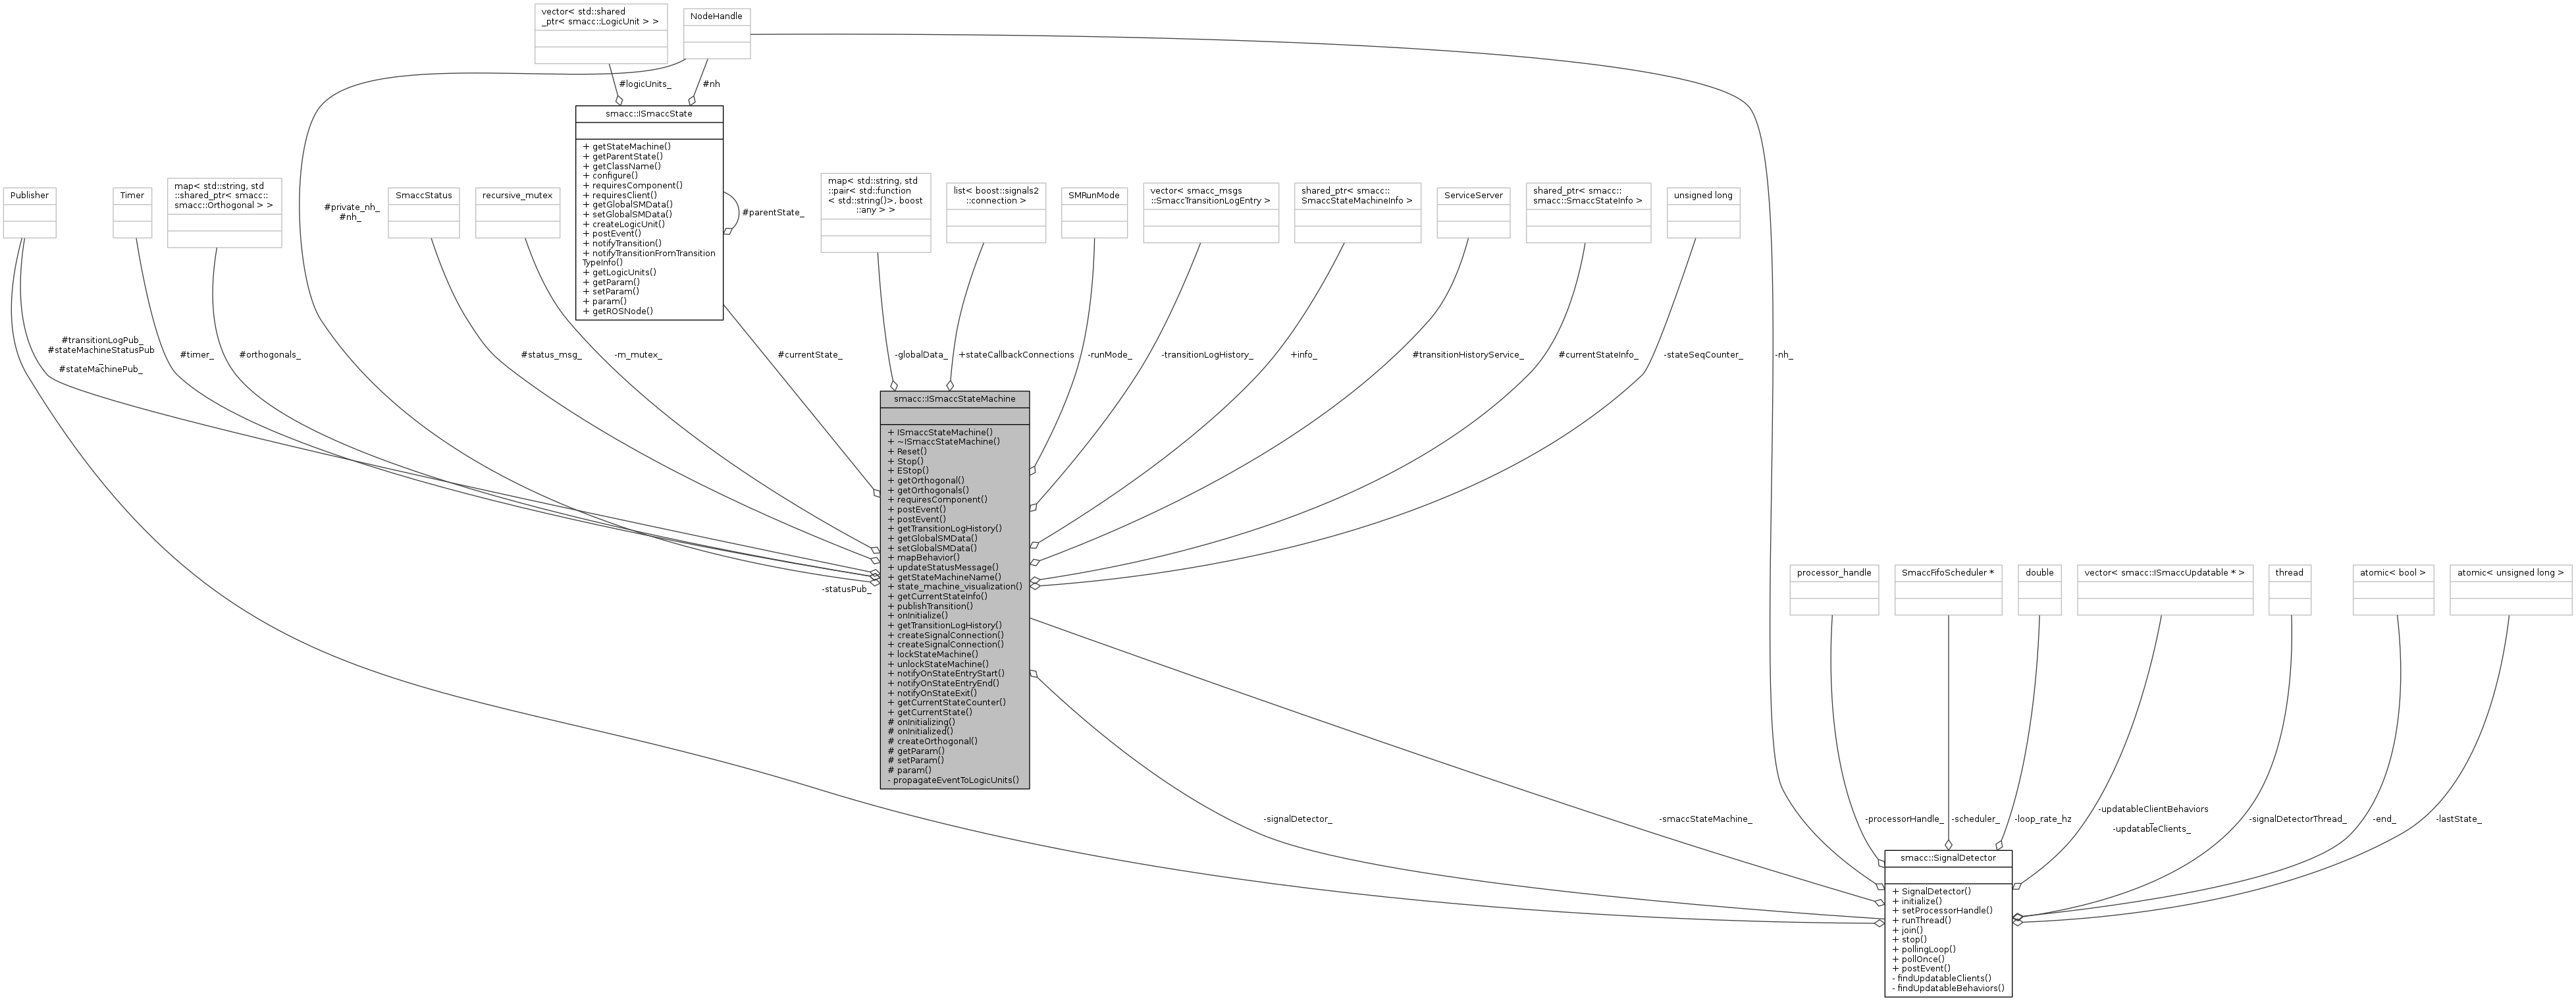 vector< std::shared
_ptr< smacc::LogicUnit > >
NodeHandle
#logicUnits_
#nh
smacc::ISmaccState
+ getStateMachine()
+ getParentState()
+ getClassName()
+ configure()
+ requiresComponent()
+ requiresClient()
+ getGlobalSMData()
+ setGlobalSMData()
+ createLogicUnit()
+ postEvent()
+ notifyTransition()
+ notifyTransitionFromTransition
TypeInfo()
+ getLogicUnits()
+ getParam()
+ setParam()
+ param()
+ getROSNode()
#parentState_
Publisher
Timer
map< std::string, std
::shared_ptr< smacc::
smacc::Orthogonal > >
#private_nh_
#nh_
SmaccStatus
recursive_mutex
map< std::string, std
::pair< std::function
< std::string()>, boost
::any > >
list< boost::signals2
::connection >
SMRunMode
vector< smacc_msgs
::SmaccTransitionLogEntry >
shared_ptr< smacc::
SmaccStateMachineInfo >
ServiceServer
shared_ptr< smacc::
smacc::SmaccStateInfo >
unsigned long
#transitionLogPub_
#stateMachineStatusPub
_
#stateMachinePub_
#timer_
#orthogonals_
#status_msg_
-m_mutex_
#currentState_
-globalData_
+stateCallbackConnections
-runMode_
-transitionLogHistory_
+info_
#transitionHistoryService_
#currentStateInfo_
-stateSeqCounter_
-nh_
smacc::ISmaccStateMachine
+ ISmaccStateMachine()
+ ~ISmaccStateMachine()
+ Reset()
+ Stop()
+ EStop()
+ getOrthogonal()
+ getOrthogonals()
+ requiresComponent()
+ postEvent()
+ postEvent()
+ getTransitionLogHistory()
+ getGlobalSMData()
+ setGlobalSMData()
+ mapBehavior()
+ updateStatusMessage()
+ getStateMachineName()
+ state_machine_visualization()
+ getCurrentStateInfo()
+ publishTransition()
+ onInitialize()
+ getTransitionLogHistory()
+ createSignalConnection()
+ createSignalConnection()
+ lockStateMachine()
+ unlockStateMachine()
+ notifyOnStateEntryStart()
+ notifyOnStateEntryEnd()
+ notifyOnStateExit()
+ getCurrentStateCounter()
+ getCurrentState()
# onInitializing()
# onInitialized()
# createOrthogonal()
# getParam()
# setParam()
# param()
- propagateEventToLogicUnits()
-statusPub_
processor_handle
SmaccFifoScheduler *
double
vector< smacc::ISmaccUpdatable * >
thread
atomic< bool >
atomic< unsigned long >
-signalDetector_
-smaccStateMachine_
-processorHandle_
-scheduler_
-loop_rate_hz
-updatableClientBehaviors
_
-updatableClients_
-signalDetectorThread_
-end_
-lastState_
smacc::SignalDetector
+ SignalDetector()
+ initialize()
+ setProcessorHandle()
+ runThread()
+ join()
+ stop()
+ pollingLoop()
+ pollOnce()
+ postEvent()
- findUpdatableClients()
- findUpdatableBehaviors()